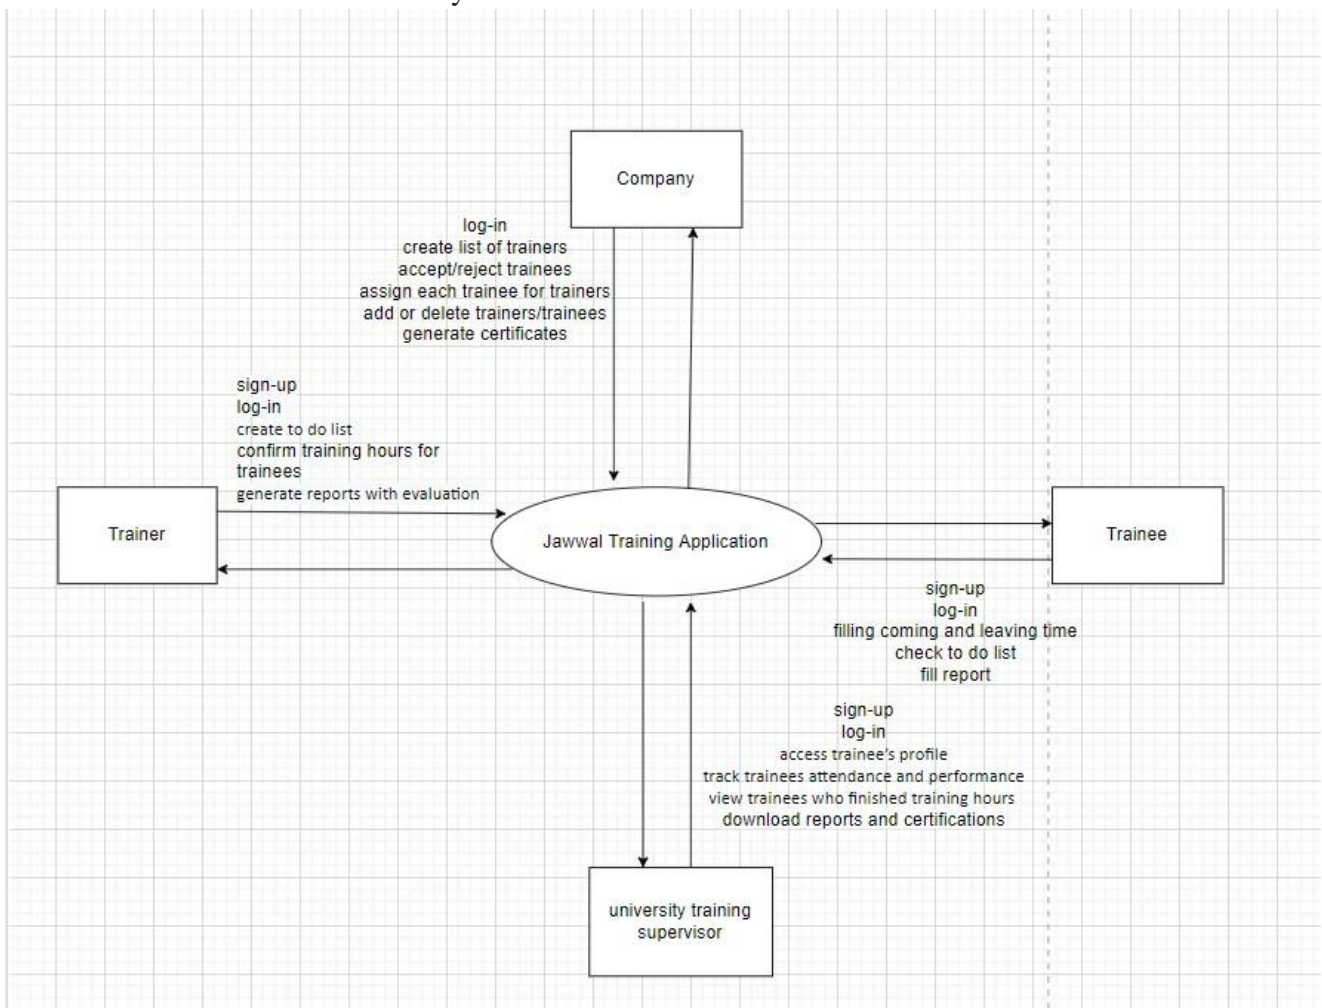 Company
log-in
create list of trainers
accept/reject trainees
assign each trainee for trainers
add or delete trainers/trainees
generate certificates
sign-up
log-in
create to do list
confirm training hours for
trainees
generate reports with evaluation
Trainer
Jawwal Training Application
Trainee
sign-up
log-in
filling coming and leaving time
check to do list
fill report
sign-up
log-in
access trainee's profile
track trainees attendance and performance
view trainees who finished training hours
download reports and certifications
university training
supervisor